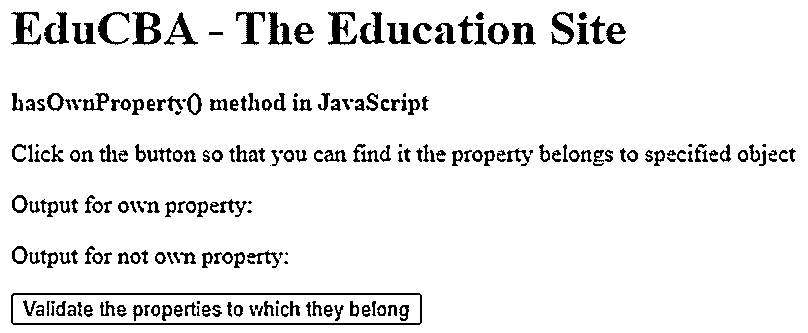 EduCBA - The Education Site
hasOwnProperty() method in JavaScript
Click on the button so that you can find it the property belongs to specified object
Output for own property:
Output for not own property:
Validate the properties to which they belong